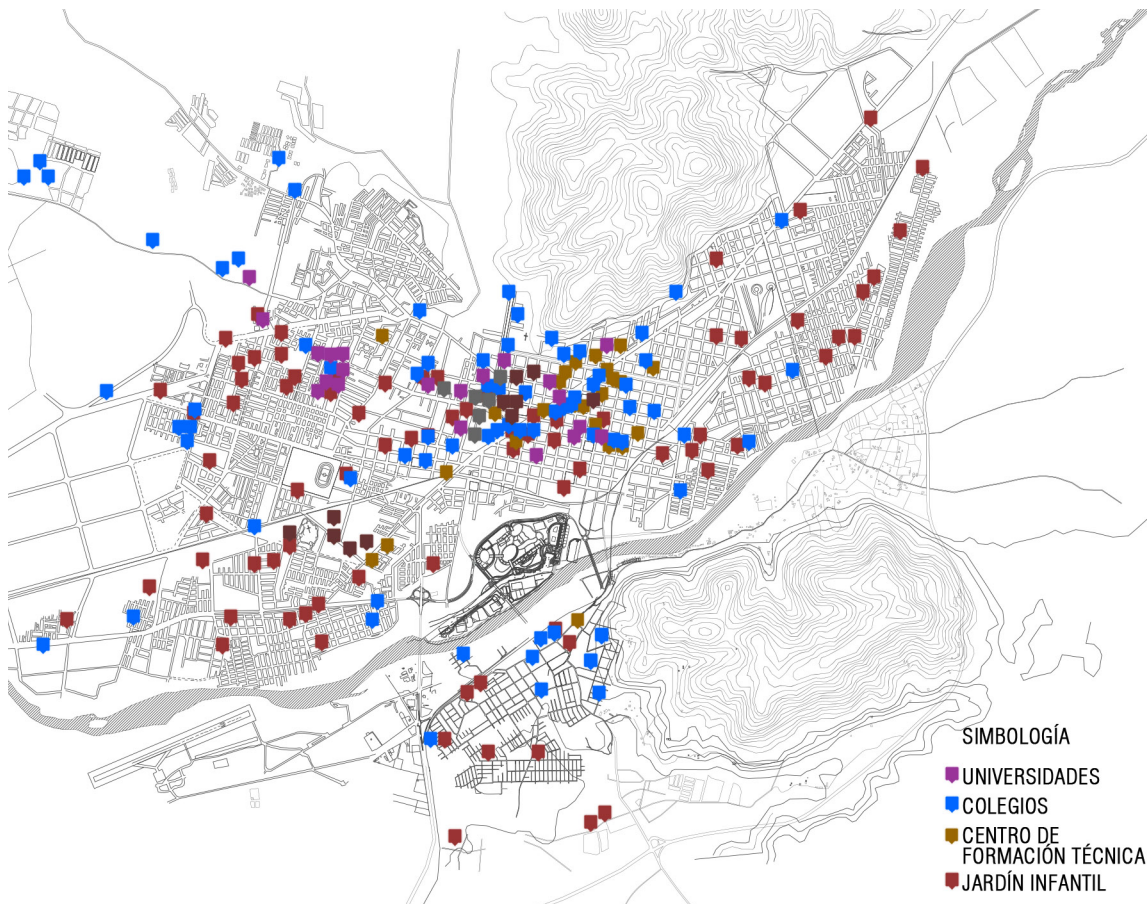 SIMBOLOGÍA
UNIVERSIDADES
COLEGIOS
CENTRO DE
FORMACIÓN TÉCNICA
JARDÍN INFANTIL